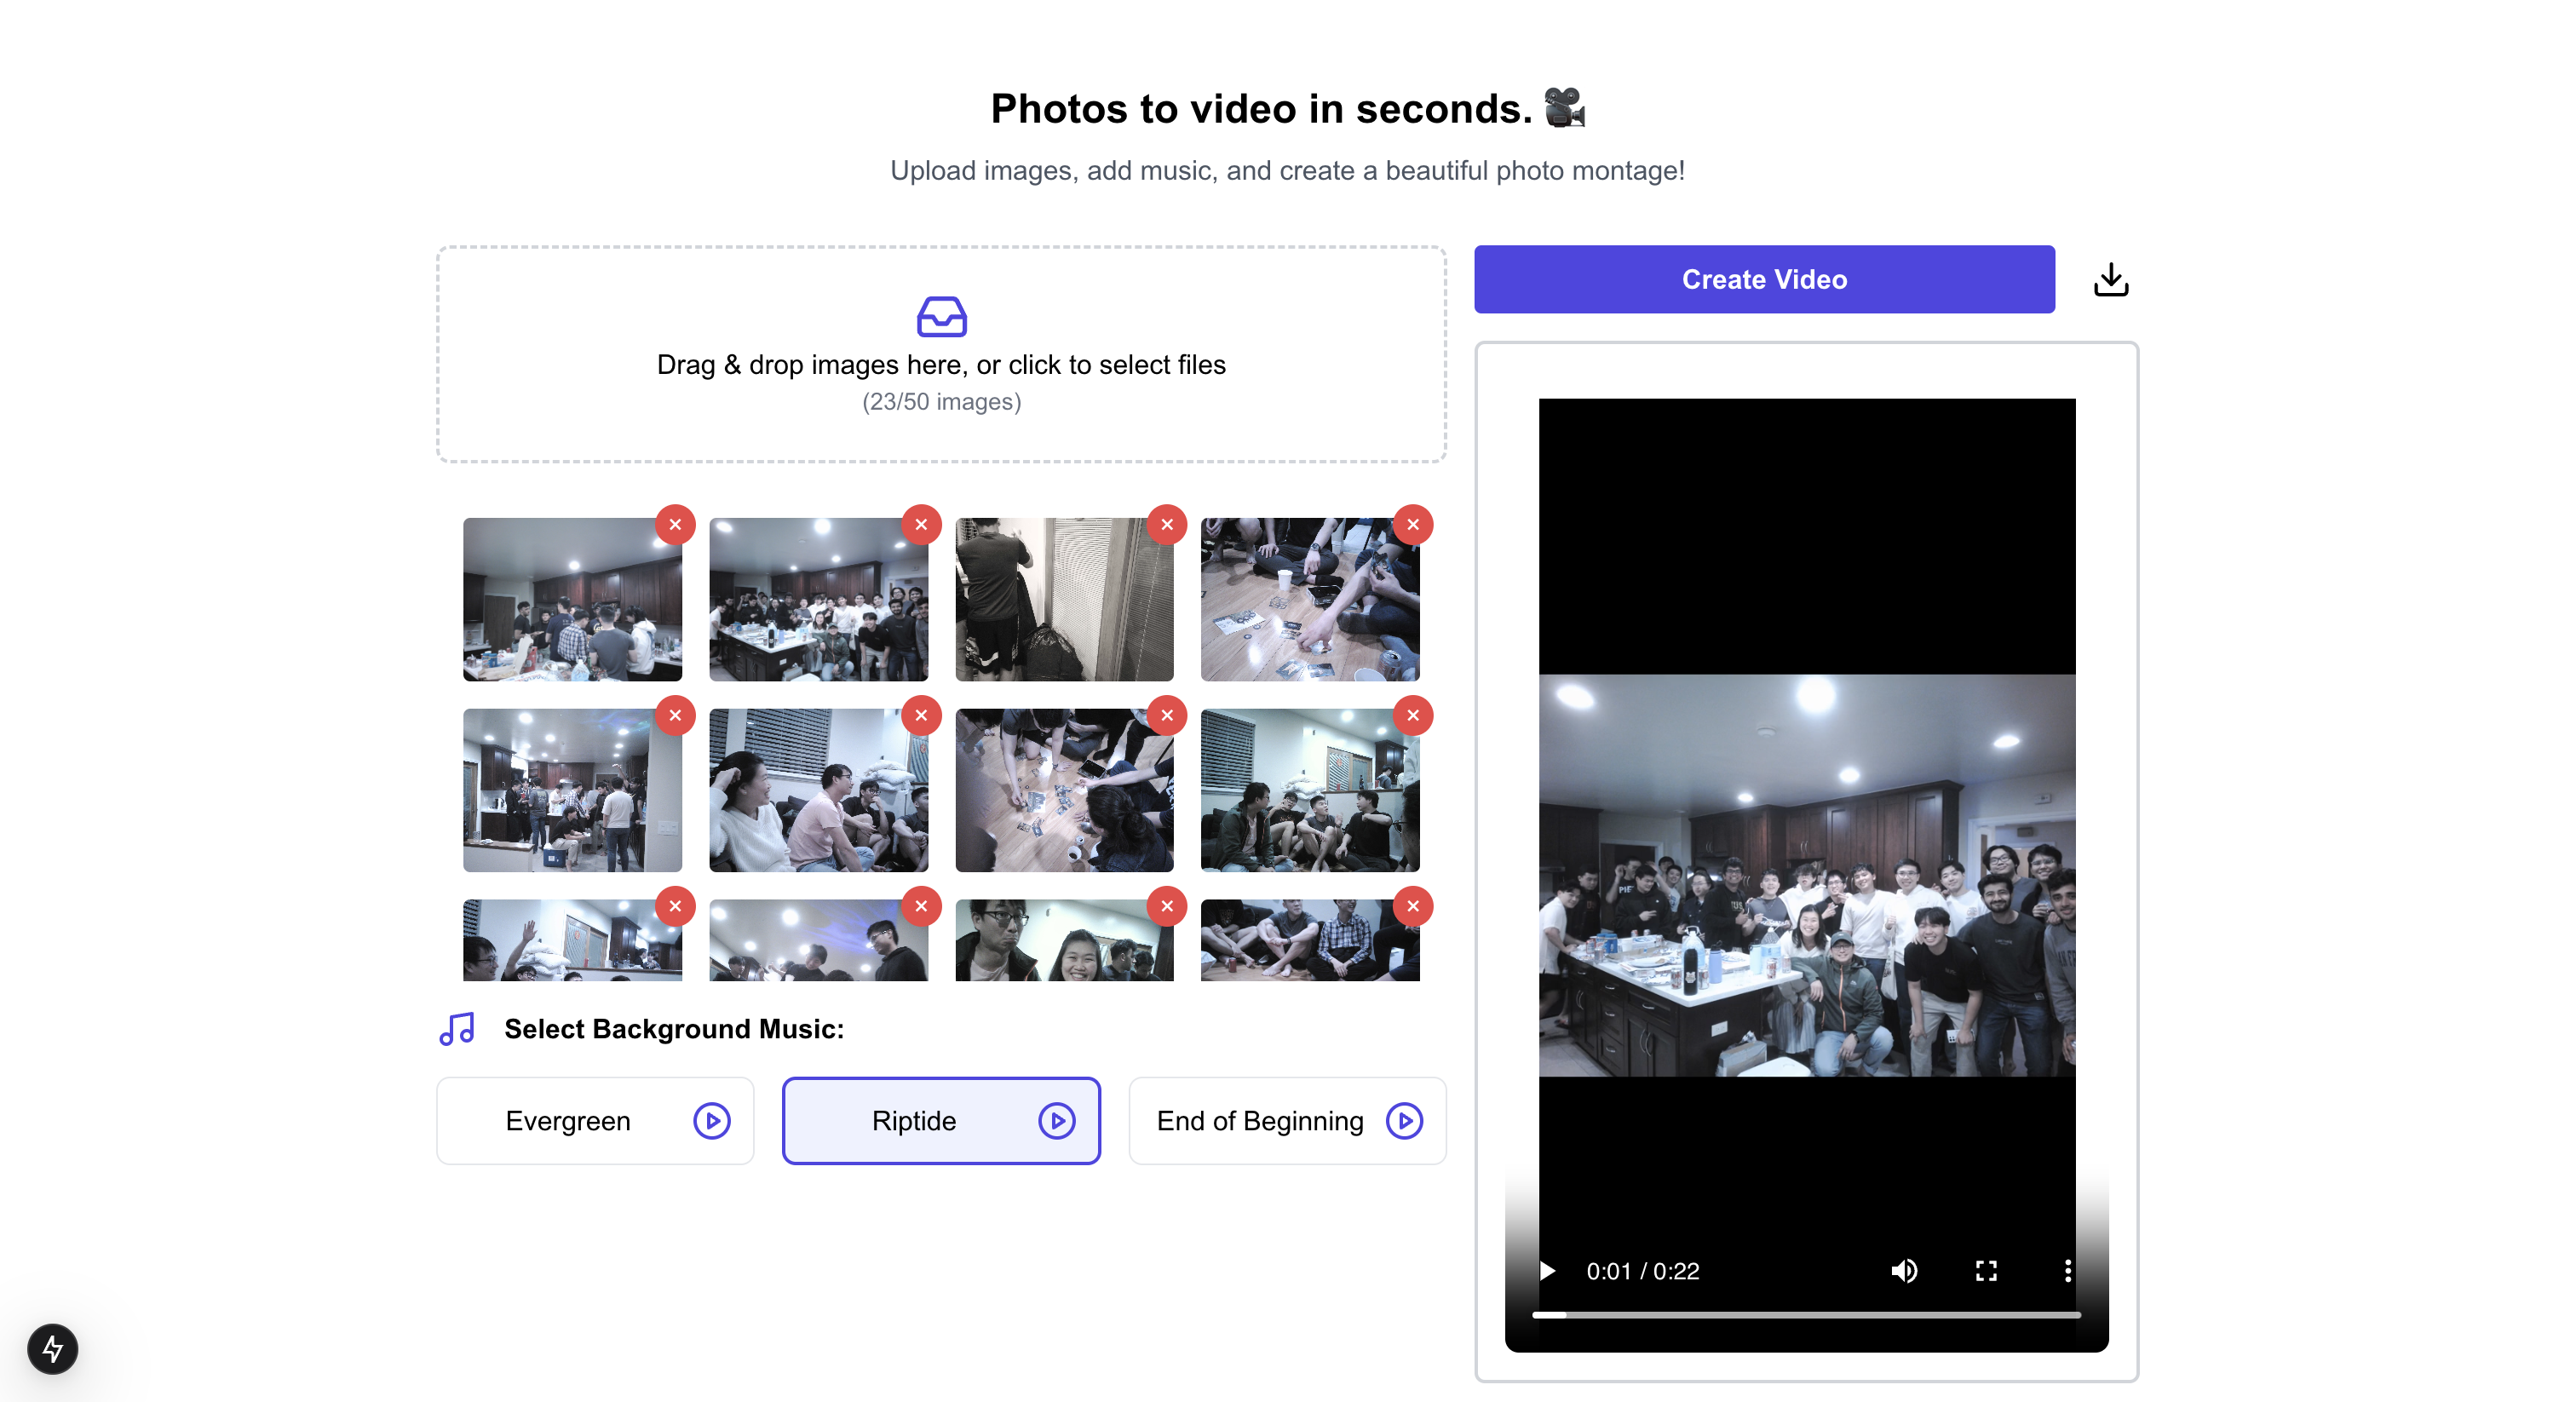 Photos to video in seconds. 🎥
Upload images, add music, and create a beautiful photo montage!
Drag & drop images here, or click to select files
(23/50 images)
Select Background Music:
Evergreen
Riptide
End of Beginning
Create Video
0:01 / 0:22